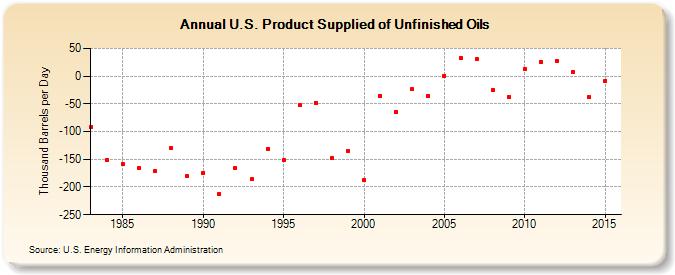 Annual U.S. Product Supplied of Unfinished Oils
Thousand Barrels per Day
50
0
-50
-100
-150
-200
-250
1985 1990 1995 2000 2005 2010 2015
Source: U.S. Energy Information Administration